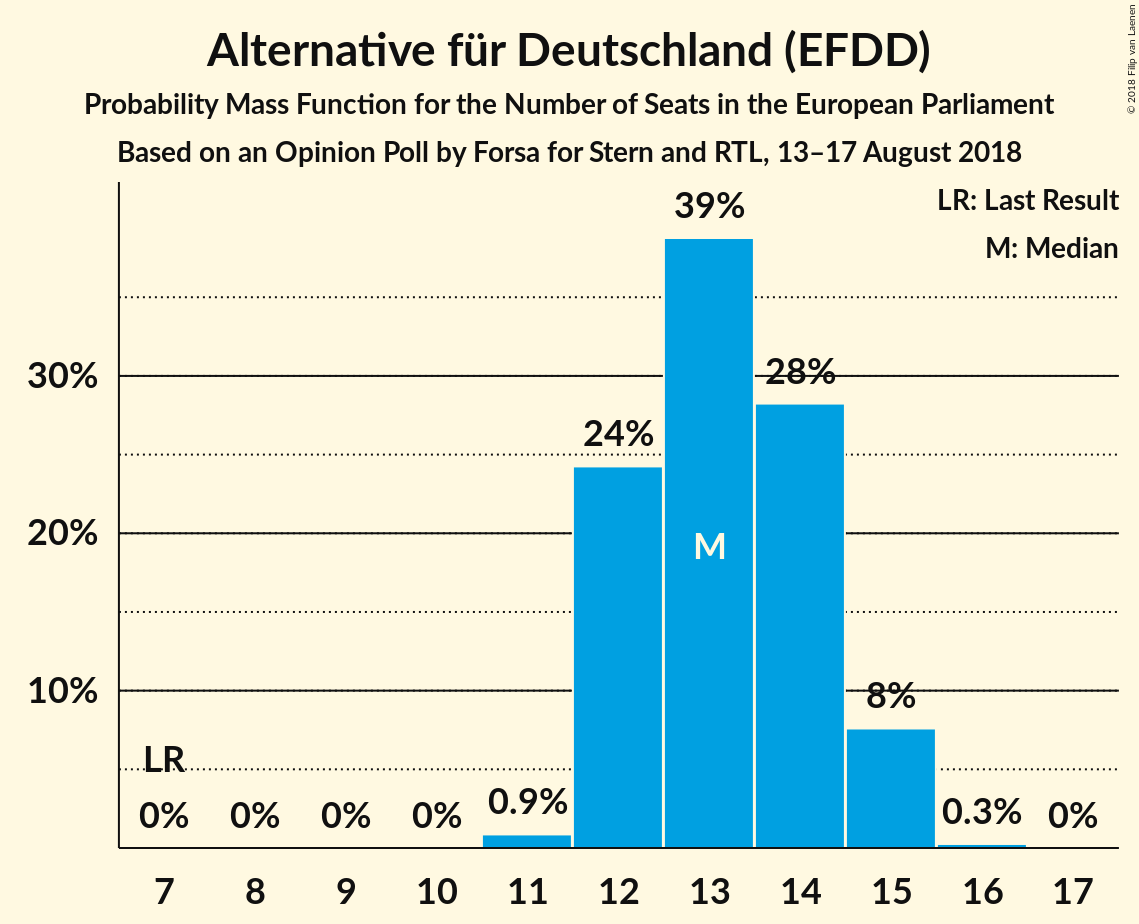 Alternative für Deutschland (EFDD)
Probability Mass Function for the Number of Seats in the European Parliament
Based on an Opinion Poll by Forsa for Stern and RTL, 13–17 August 2018
© 2018 Filip van Laenen
LR: Last Result
M: Median
39%
30%
28%
24%
20%
M
10%
8%
LR
0%
0%
0%
0%
0.9%
0.3%
0%
7 8 9 10 11 12 13 14 15 16 17